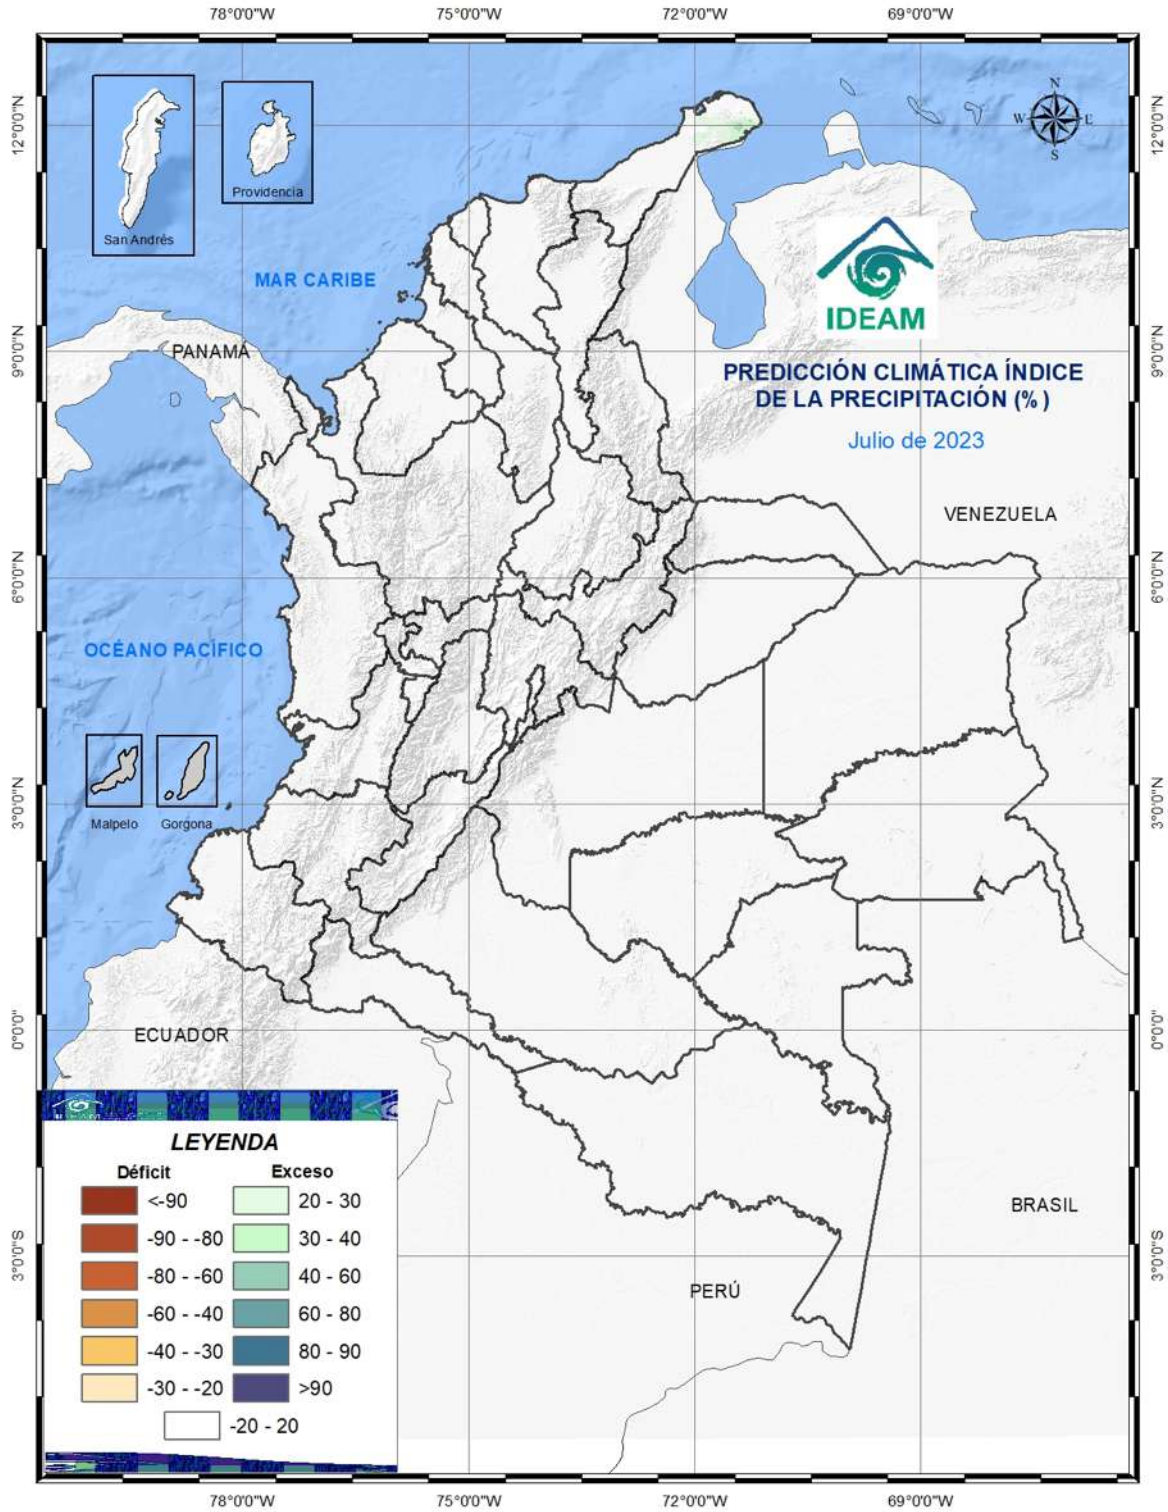 78°0'0"W 75°0'0"W 72°0'0"W 69°0'0"W
12°0'0"N
9°0'0"N
6°0'0"N
3°0'0"N
0°0'0"
3°0'0"S
12°0'0"N
9°0'0"N
6°0'0"N
3°0'0"N
0°0'0"
3°0'0"S
San Andrés
Providencia
N
W E
S
MAR CARIBE
IDEAM
PANAMÁ
PREDICCIÓN CLIMÁTICA ÍNDICE
DE LA PRECIPITACIÓN (%)
Julio de 2023
VENEZUELA
OCÉANO PACÍFICO
Malpelo
Gorgona
ECUADOR
BRASIL
PERÚ
LEYENDA
Déficit Exceso
<-90 20 - 30
-90 - -80 30 - 40
-80 - -60 40 - 60
-60 - -40 60 - 80
-40 - -30 80 - 90
-30 - -20 >90
-20 - 20
78°0'0"W 75°0'0"W 72°0'0"W 69°0'0"W